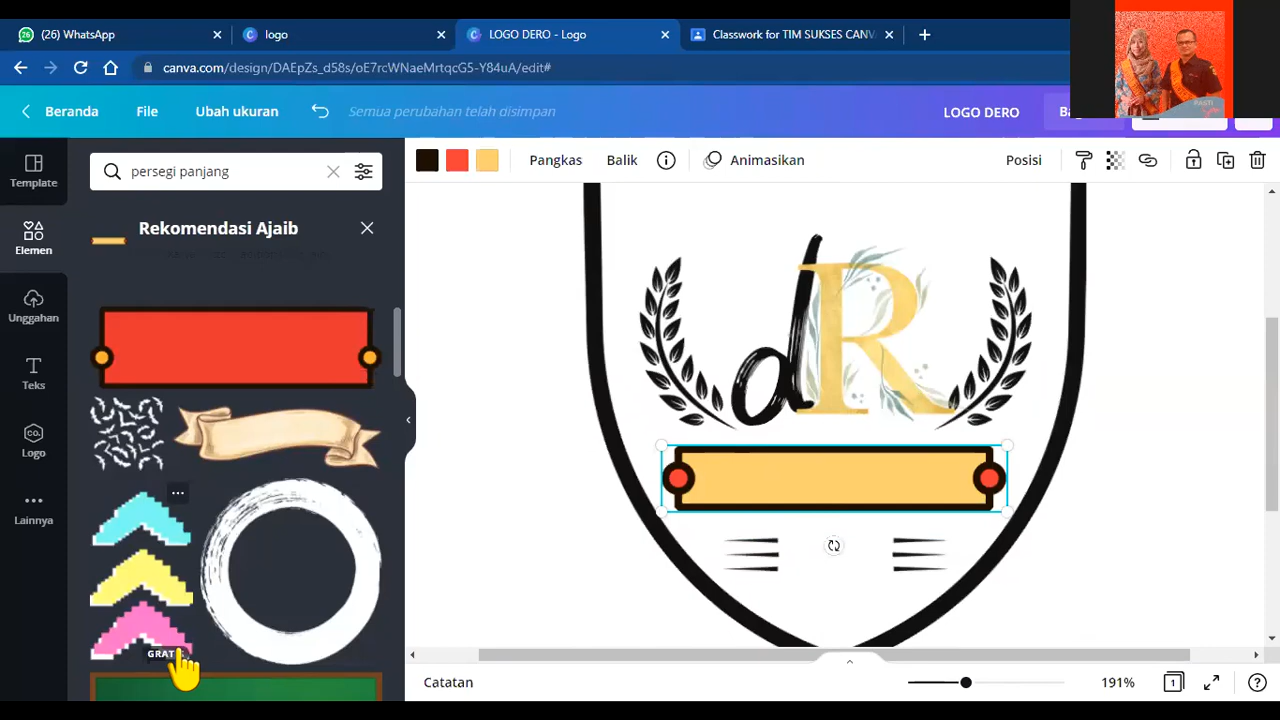 (26) WhatsApp
logo
LOGO DERO - Logo
Classwork for TIM SUKSES CANV
canva.com/design/DAEpZs_d58s/oE7rcWNaeMrtqcG5-Y84uA/edit#
Beranda
File
Ubah ukuran
Semua perubahan telah disimpan
LOGO DERO
Template
Elemen
Unggahan
Teks
CO.
Logo
Lainnya
persegi panjang
Rekomendasi Ajaib
Pangkas
Balik
Animasikan
Posisi
dR
Catatan
191%
1